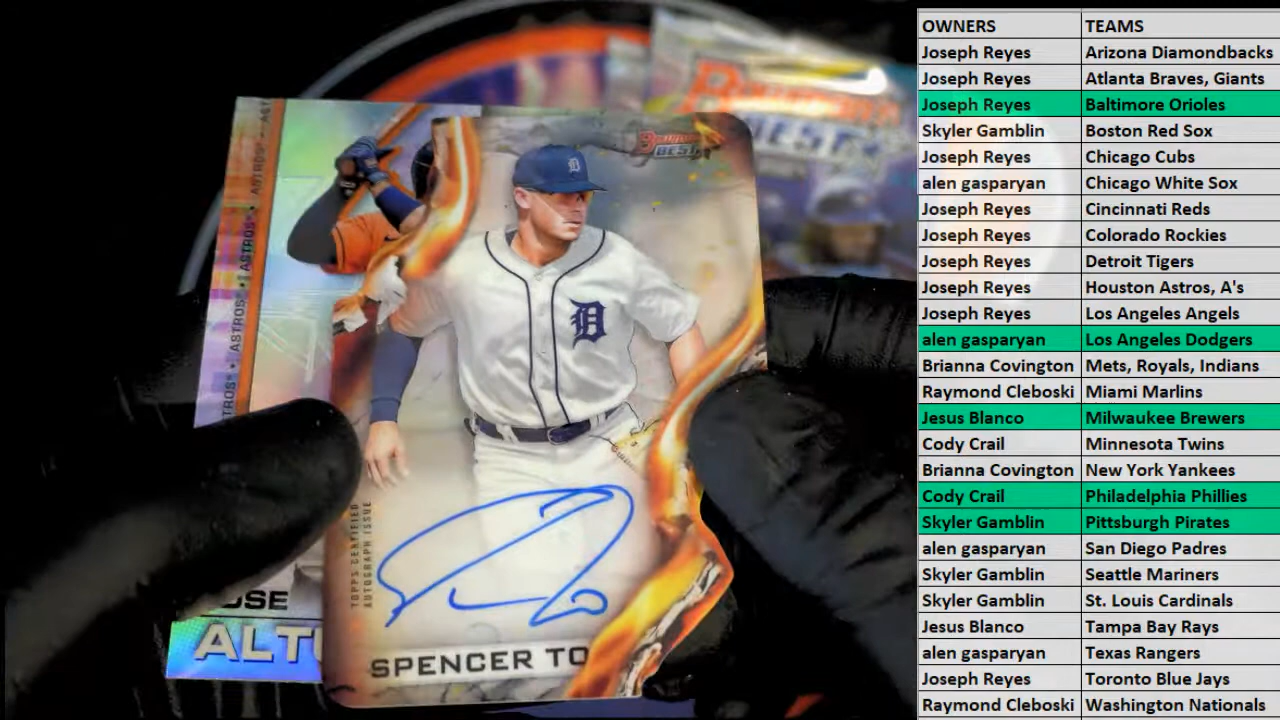 OWNERS TEAMS
Joseph Reyes Arizona Diamondbacks
Joseph Reyes Atlanta Braves, Giants
Joseph Reyes Baltimore Orioles
Skyler Gamblin Boston Red Sox
Joseph Reyes Chicago Cubs
alen gasparyan Chicago White Sox
Joseph Reyes Cincinnati Reds
Joseph Reyes Colorado Rockies
Joseph Reyes Detroit Tigers
Joseph Reyes Houston Astros, A's
Joseph Reyes Los Angeles Angels
alen gasparyan Los Angeles Dodgers
Brianna Covington Mets, Royals, Indians
Raymond Cleboski Miami Marlins
Jesus Blanco Milwaukee Brewers
Cody Crail Minnesota Twins
Brianna Covington New York Yankees
Cody Crail Philadelphia Phillies
Skyler Gamblin Pittsburgh Pirates
alen gasparyan San Diego Padres
Skyler Gamblin Seattle Mariners
Skyler Gamblin St. Louis Cardinals
Jesus Blanco Tampa Bay Rays
alen gasparyan Texas Rangers
Joseph Reyes Toronto Blue Jays
Raymond Cleboski Washington Nationals
BEST
D
D
ASTROS • ASTROS • ASTROS
TOPPS CERTIFIED
AUTOGRAPH ISSUE
SPENCER TO
OSE
ALTU
BEST